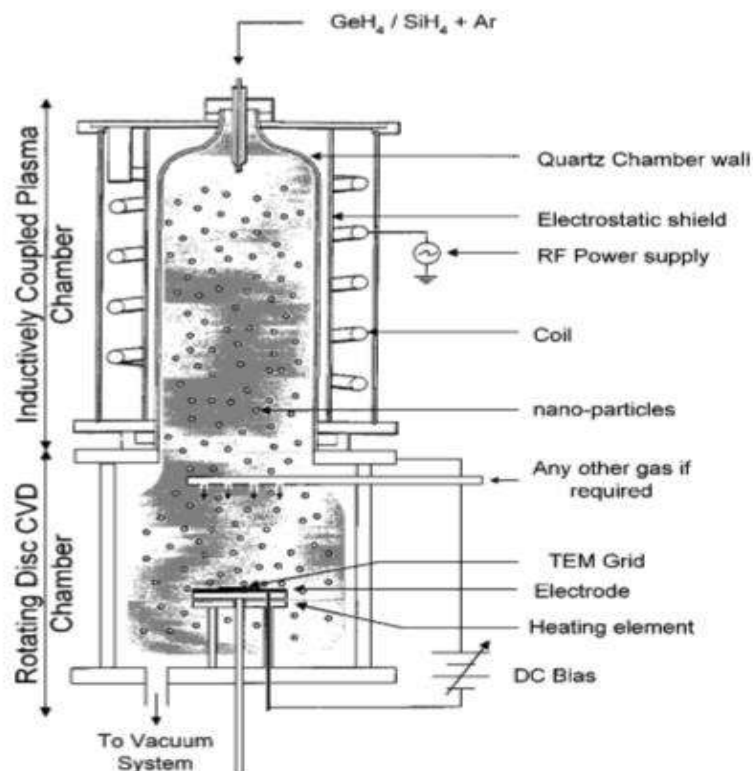 GeH4 / SiH4 + Ar
Inductively Coupled Plasma
Chamber
Quartz Chamber wall
Electrostatic shield
RF Power supply
Coil
nano-particles
Any other gas if
required
Rotating Disc CVD
Chamber
TEM Grid
Electrode
Heating element
DC Bias
To Vacuum
System